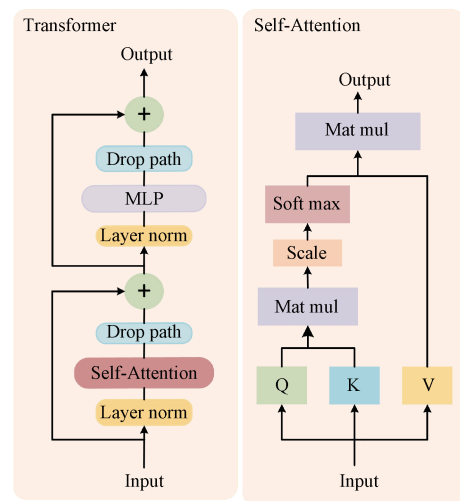 Transformer
Output
+
Drop path
MLP
Layer norm
+
Drop path
Self-Attention
Layer norm
Input
Self-Attention
Output
Mat mul
Soft max
Scale
Mat mul
Q K V
Input